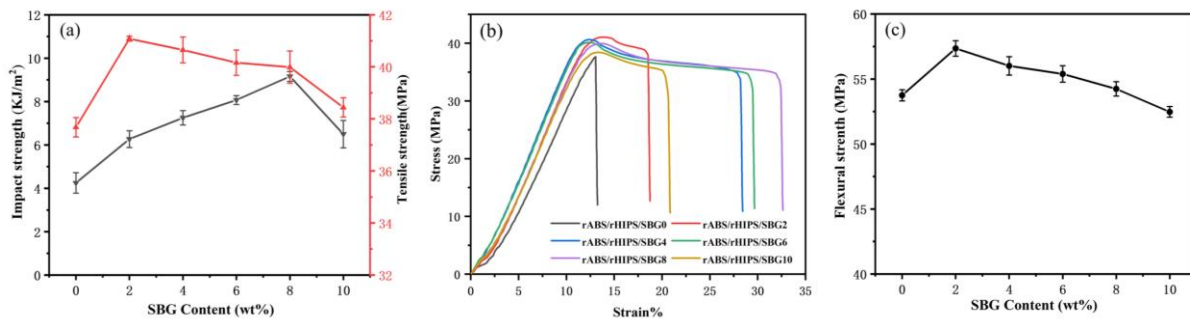 (a)
Impact strength (KJ/m²)
12
10
8
6
4
2
0
42
40
38
36
34
32
Tensile strength(MPa)
0 2 4 6 8 10
SBG Content (wt%)
(b)
Stress (MPa)
50
40
30
20
10
0
rABS/rHIPS/SBG0 rABS/rHIPS/SBG2
rABS/rHIPS/SBG4 rABS/rHIPS/SBG6
rABS/rHIPS/SBG8 rABS/rHIPS/SBG10
0 5 10 15 20 25 30 35
Strain%
(c)
Flexural strenth (MPa)
60
55
50
45
40
0 2 4 6 8 10
SBG Content (wt%)